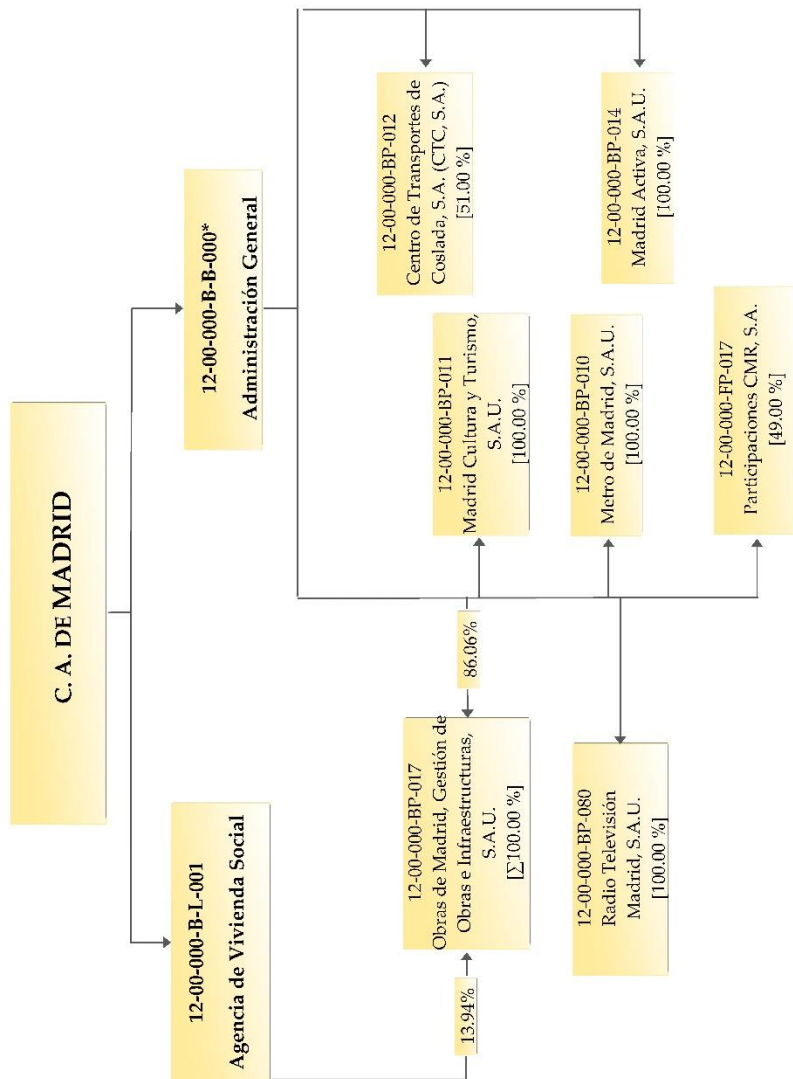 C. A. DE MADRID
12-00-000-B-L-001
Agencia de Vivienda Social
12-00-000-B-B-000*
Administración General
13.94%
12-00-000-BP-017
Obras de Madrid, Gestión de
Obras e Infraestructuras,
S.A.U.
[∑100.00 %]
86.06%
12-00-000-BP-011
Madrid Cultura y Turismo,
S.A.U.
[100.00 %]
12-00-000-BP-012
Centro de Transportes de
Coslada, S.A. (CTC, S.A.)
[51.00 %]
12-00-000-BP-080
Radio Televisión
Madrid, S.A.U.
[100.00 %]
12-00-000-BP-010
Metro de Madrid, S.A.U.
[100.00 %]
12-00-000-BP-014
Madrid Activa, S.A.U.
[100.00 %]
12-00-000-FP-017
Participaciones CMR, S.A.
[49.00 %]